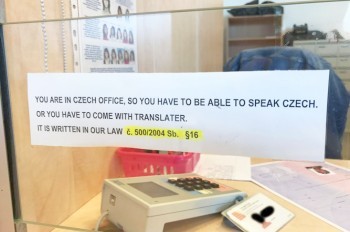 YOU ARE IN CZECH OFFICE, SO YOU HAVE TO BE ABLE TO SPEAK CZECH.
OR YOU HAVE TO COME WITH TRANSLATER.
IT IS WRITTEN IN OUR LAW č. 500/2004 Sb. §16